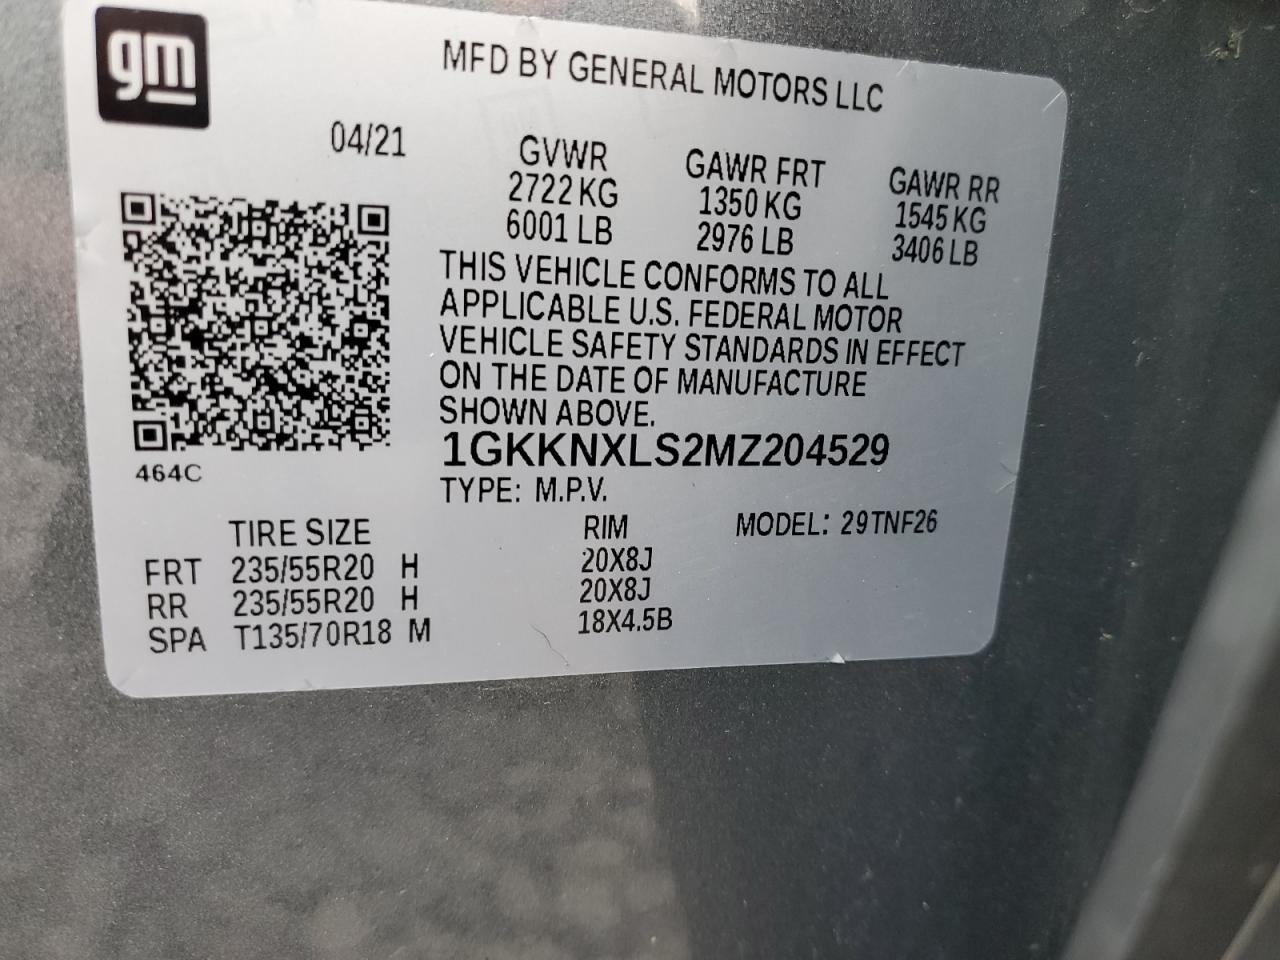 gm
MFD BY GENERAL MOTORS LLC
04/21
GVWR GAWR FRT GAWR RR
2722 KG 1350 KG 1545 KG
6001 LB 2976 LB 3406 LB
THIS VEHICLE CONFORMS TO ALL
APPLICABLE U.S. FEDERAL MOTOR
VEHICLE SAFETY STANDARDS IN EFFECT
ON THE DATE OF MANUFACTURE
SHOWN ABOVE.
1GKKNXLS2MZ204529
464C
TYPE: M.P.V.
TIRE SIZE RIM MODEL: 29TNF26
FRT 235/55R20 H 20X8J
RR 235/55R20 H 20X8J
SPA T135/70R18 M 18X4.5B